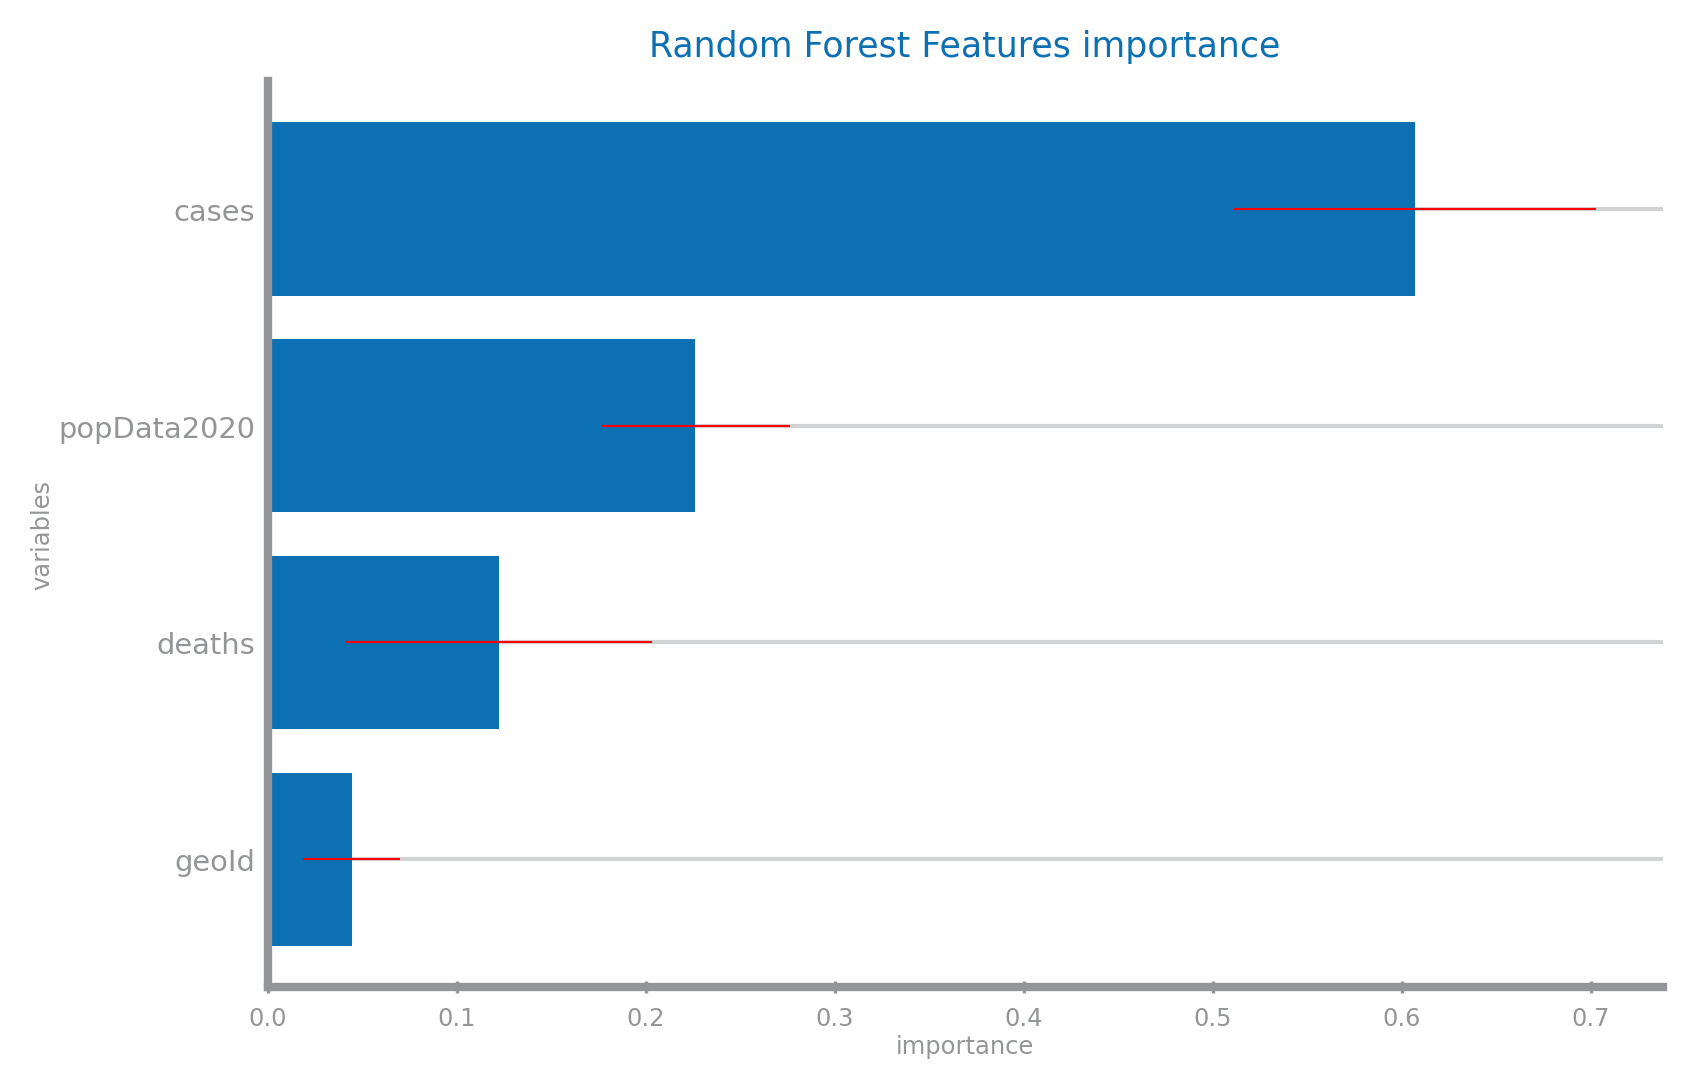 Random Forest Features importance
cases
popData2020
deaths
geoId
variables
0.0 0.1 0.2 0.3 0.4 0.5 0.6 0.7
importance